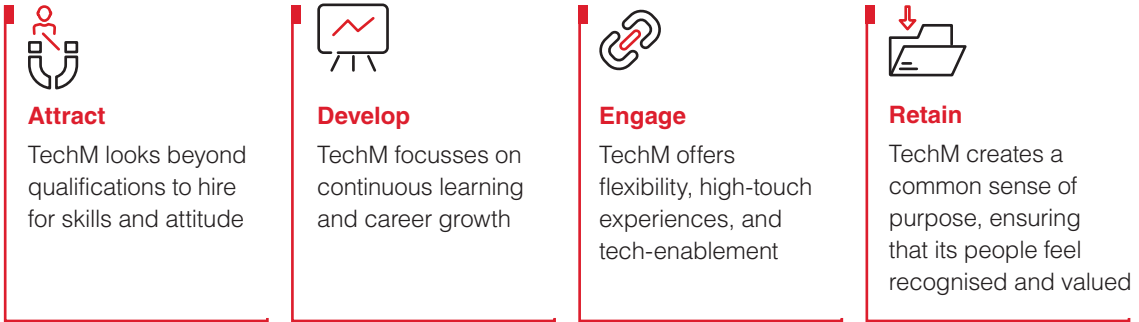 Attract
TechM looks beyond
qualifications to hire
for skills and attitude
Develop
TechM focusses on
continuous learning
and career growth
Engage
TechM offers
flexibility, high-touch
experiences, and
tech-enablement
Retain
TechM creates a
common sense of
purpose, ensuring
that its people feel
recognised and valued